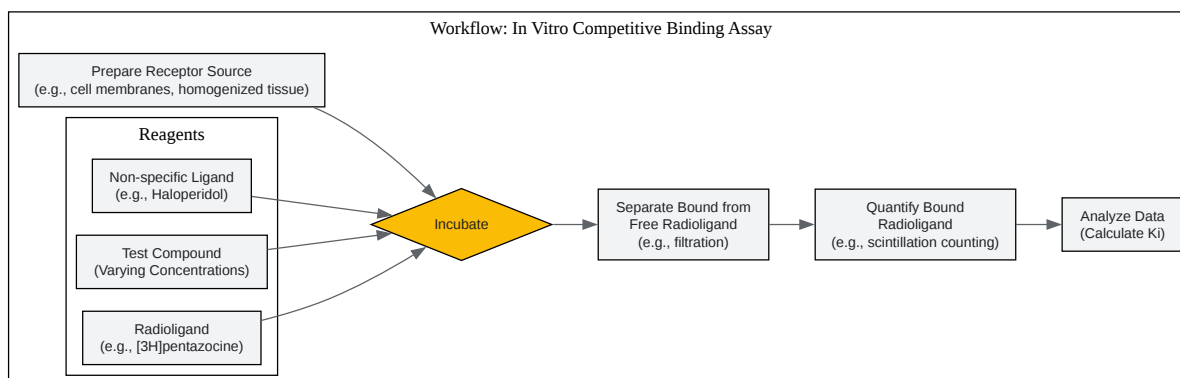 Workflow: In Vitro Competitive Binding Assay
Prepare Receptor Source
(e.g., cell membranes, homogenized tissue)
Reagents
Non-specific Ligand
(e.g., Haloperidol)
Test Compound
(Varying Concentrations)
Radioligand
(e.g., [3H]pentazocine)
Incubate
Separate Bound from
Free Radioligand
(e.g., filtration)
Quantify Bound
Radioligand
(e.g., scintillation counting)
Analyze Data
(Calculate Ki)